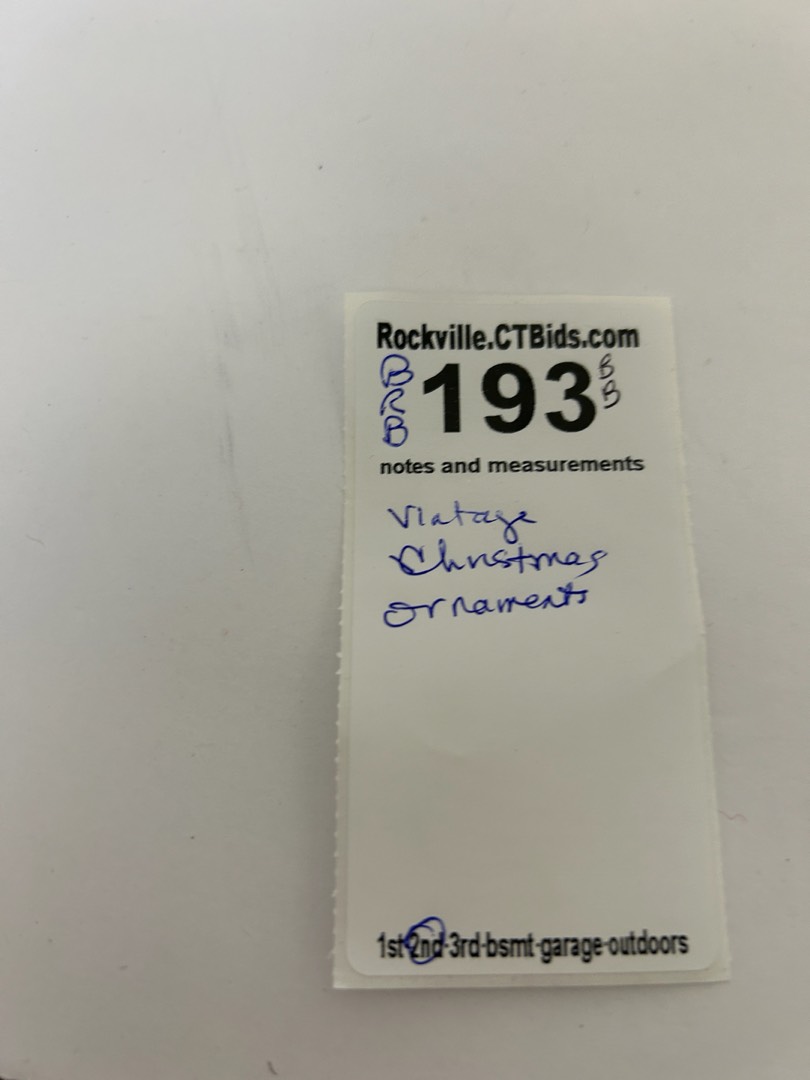 Rockville.CTBids.com
B
R
B
193
B
B
notes and measurements
Vintage
Christmas
ornaments
1st-2nd-3rd-bsmt-garage-outdoors